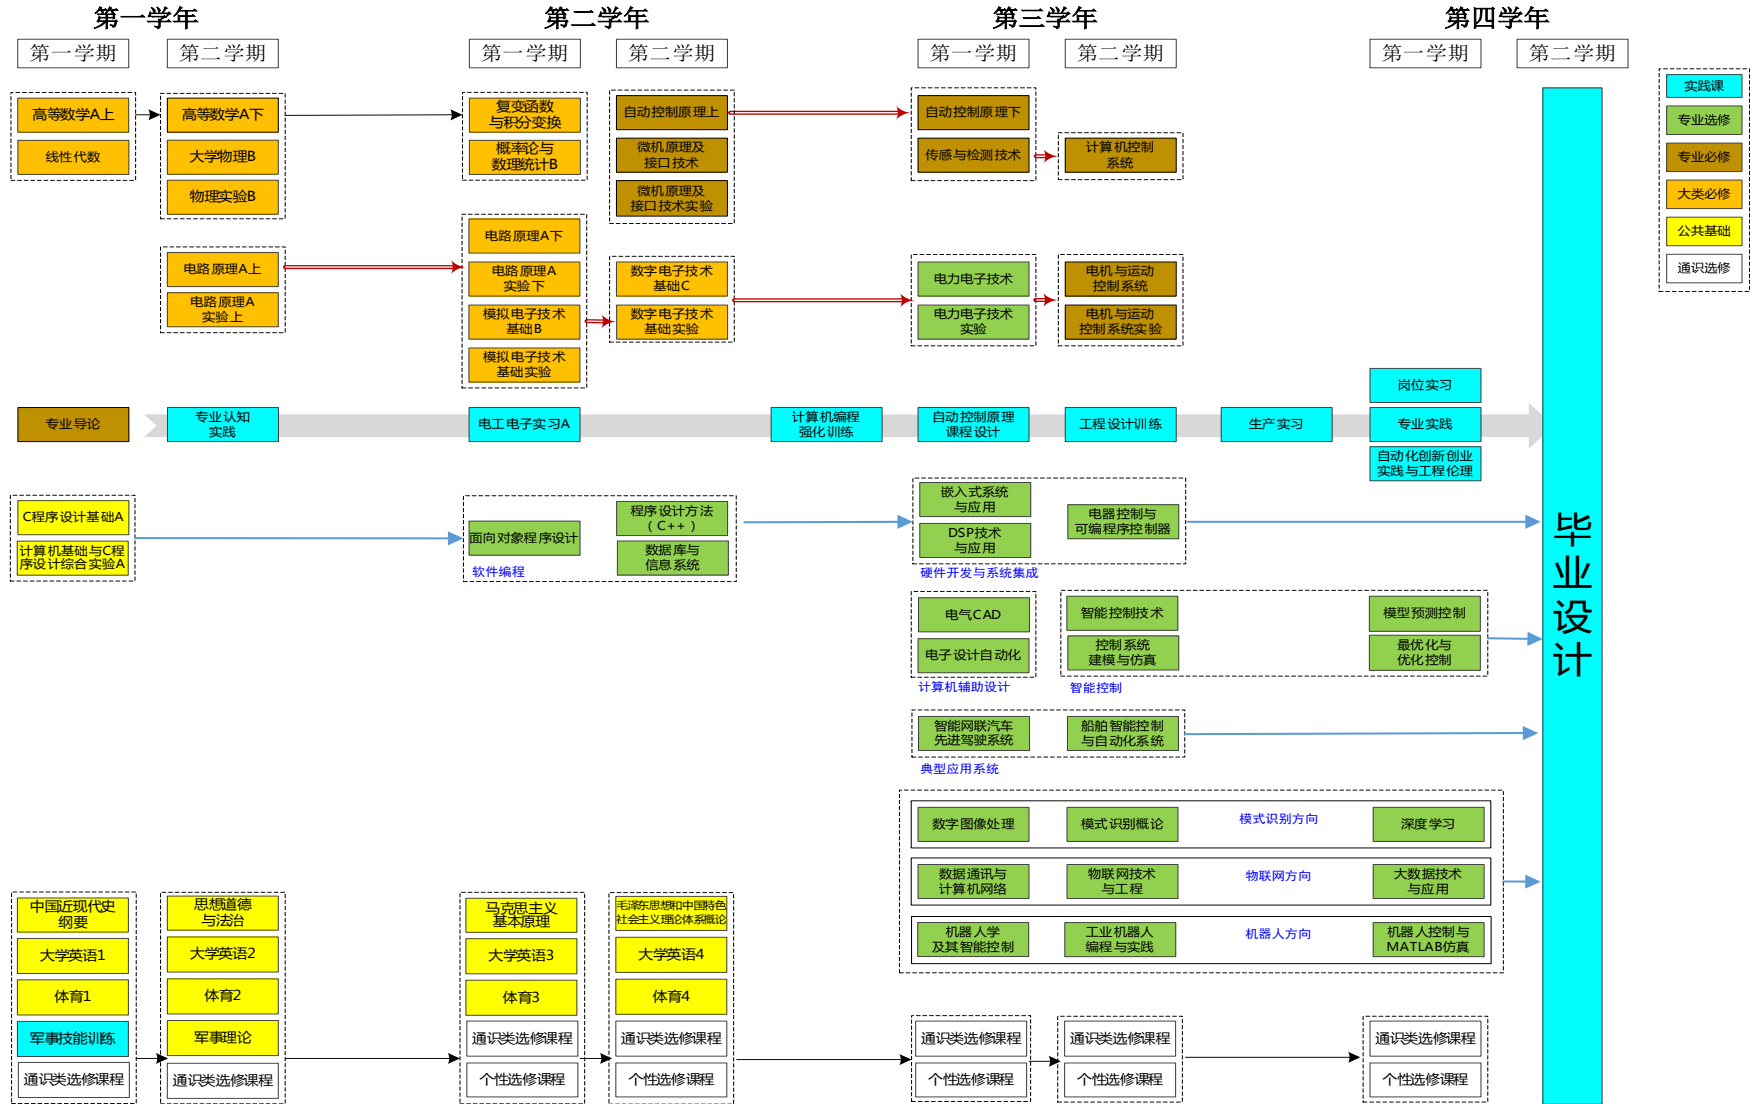 第一学年
第二学年
第三学年
第四学年
第一学期
第二学期
第一学期
第二学期
第一学期
第二学期
第一学期
第二学期
实践课
专业选修
专业必修
大类必修
公共基础
通识选修
高等数学A上
线性代数
高等数学A下
大学物理B
物理实验B
复变函数
与积分变换
概率论与
数理统计B
自动控制原理上
微机原理及
接口技术
微机原理及
接口技术实验
自动控制原理下
传感与检测技术
计算机控制
系统
电路原理A上
电路原理A
实验上
电路原理A下
电路原理A
实验下
模拟电子技术
基础B
模拟电子技术
基础实验
数字电子技术
基础C
数字电子技术
基础实验
电力电子技术
电力电子技术
实验
电机与运动
控制系统
电机与运动
控制系统实验
专业导论
专业认知
实践
电工电子实习A
计算机编程
强化训练
自动控制原理
课程设计
工程设计训练
生产实习
岗位实习
专业实践
自动化创新创业
实践与工程伦理
毕业设计
C程序设计基础A
计算机基础与C程
序设计综合实验A
面向对象程序设计
程序设计方法
（C++）
数据库与
信息系统
软件编程
嵌入式系统
与应用
DSP技术
与应用
电器控制与
可编程序控制器
硬件开发与系统集成
电气CAD
电子设计自动化
计算机辅助设计
智能控制技术
控制系统
建模与仿真
模型预测控制
最优化与
优化控制
智能控制
智能网联汽车
先进驾驶系统
船舶智能控制
与自动化系统
典型应用系统
数字图像处理
模式识别概论
模式识别方向
深度学习
数据通讯与
计算机网络
物联网技术
与工程
物联网方向
大数据技术
与应用
机器人学
及其智能控制
工业机器人
编程与实践
机器人方向
机器人控制与
MATLAB仿真
中国近现代史
纲要
大学英语1
体育1
军事技能训练
通识类选修课程
思想道德
与法治
大学英语2
体育2
军事理论
通识类选修课程
马克思主义
基本原理
大学英语3
体育3
通识类选修课程
个性选修课程
毛泽东思想和中国特色
社会主义理论体系概论
大学英语4
体育4
通识类选修课程
个性选修课程
通识类选修课程
个性选修课程
通识类选修课程
个性选修课程
通识类选修课程
个性选修课程